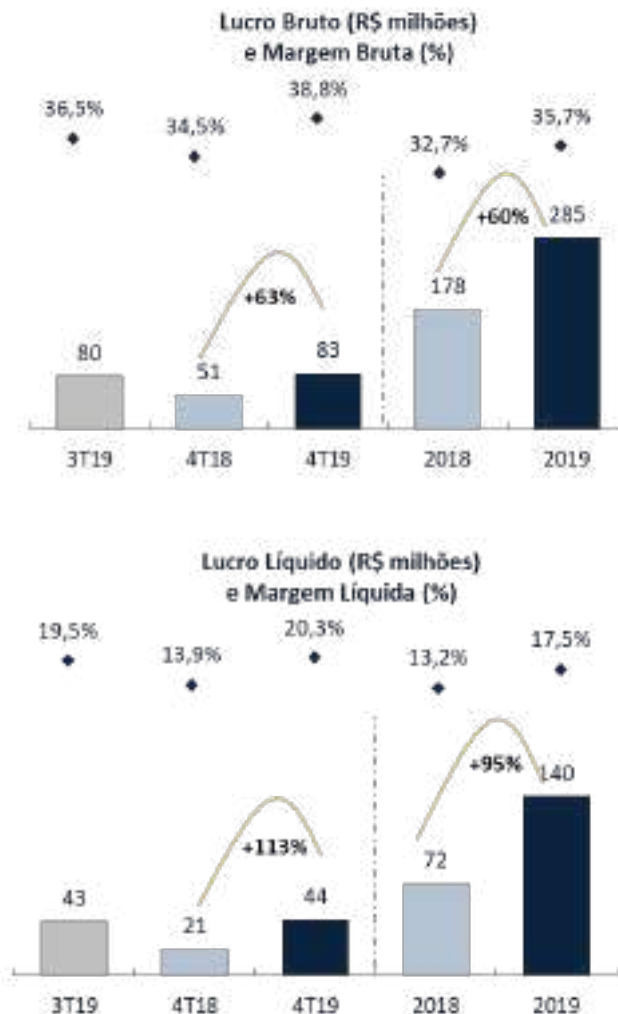 Lucro Bruto (R$ milhões)
e Margem Bruta (%)
36,5%
34,5%
38,8%
32,7%
35,7%
+63%
+60%
80
51
83
178
285
3T19
4T18
4T19
2018
2019
Lucro Líquido (R$ milhões)
e Margem Líquida (%)
19,5%
13,9%
20,3%
13,2%
17,5%
+113%
+95%
43
21
44
72
140
3T19
4T18
4T19
2018
2019